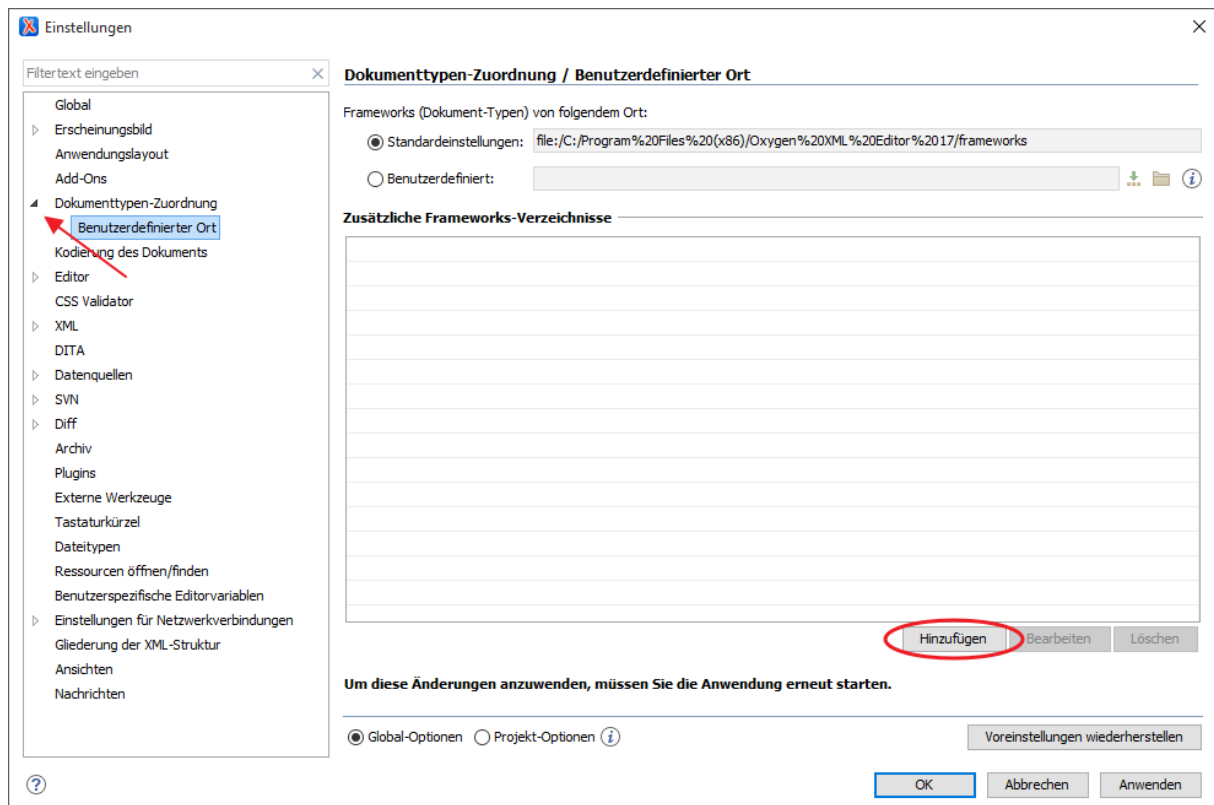 Einstellungen
Filtertext eingeben
Global
Erscheinungsbild
Anwendungslayout
Add-Ons
Dokumenttypen-Zuordnung
Benutzerdefinierter Ort
Kodierung des Dokuments
Editor
CSS Validator
XML
DITA
Datenquellen
SVN
Diff
Archiv
Plugins
Externe Werkzeuge
Tastaturkürzel
Dateitypen
Ressourcen öffnen/finden
Benutzerspezifische Editorvariablen
Einstellungen für Netzwerkverbindungen
Gliederung der XML-Struktur
Ansichten
Nachrichten
Dokumenttypen-Zuordnung / Benutzerdefinierter Ort
Frameworks (Dokument-Typen) von folgendem Ort:
Standardeinstellungen: file:/C:/Program%20Files%20(x86)/Oxygen%20XML%20Editor%2017/frameworks
Benutzerdefiniert:
Zusätzliche Frameworks-Verzeichnisse
Hinzufügen Bearbeiten Löschen
Um diese Änderungen anzuwenden, müssen Sie die Anwendung erneut starten.
Global-Optionen Projekt-Optionen
Voreinstellungen wiederherstellen
OK Abbrechen Anwenden